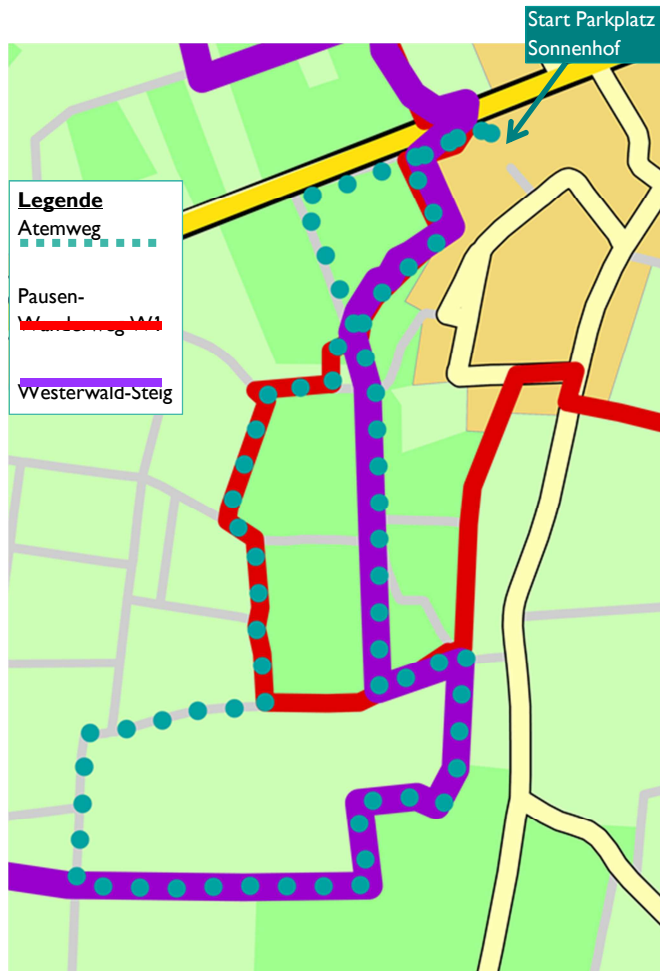 Start Parkplatz
Sonnenhof
Legende
Atemweg
Pausen-
Wanderweg W1
Westerwald-Steig